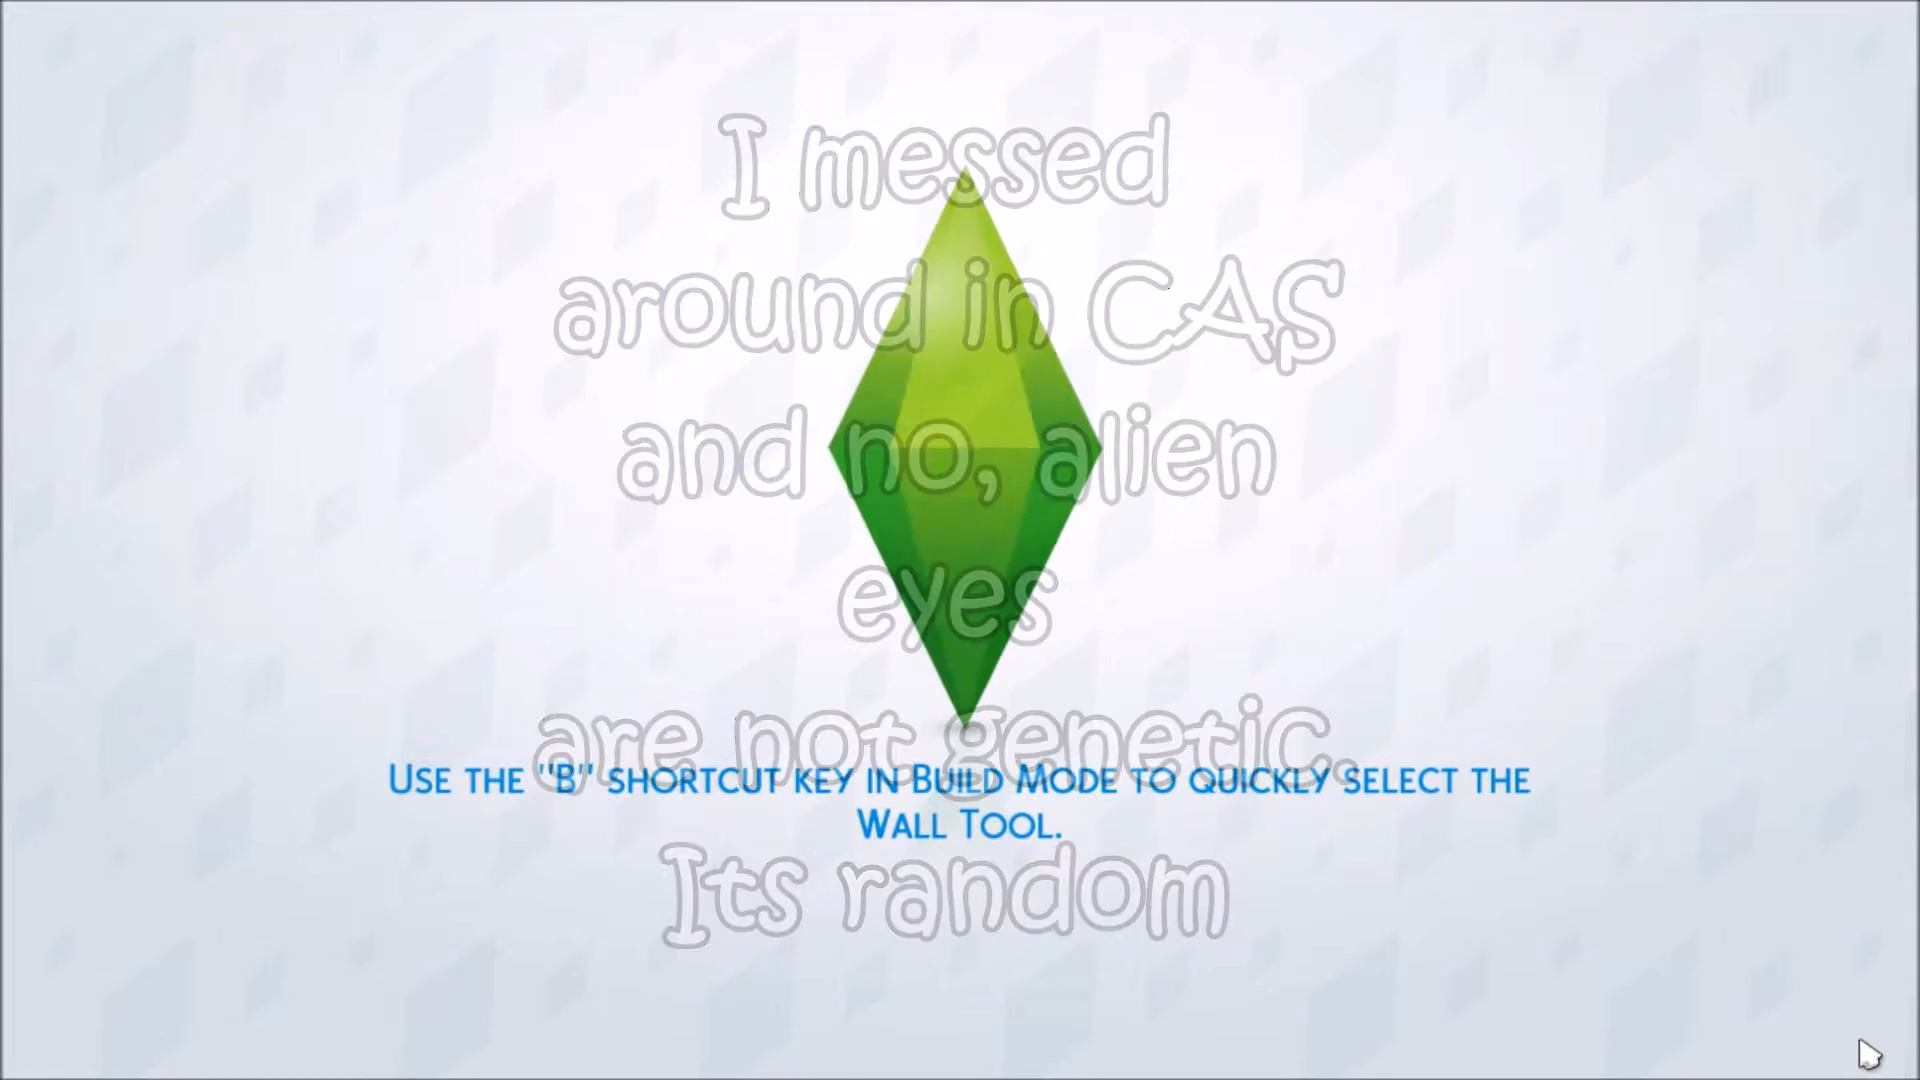 I messed
around in CAS
and no, alien
eyes
are not genetic.
USE THE "B" SHORTCUT KEY IN BUILD MODE TO QUICKLY SELECT THE
WALL TOOL.
Its random